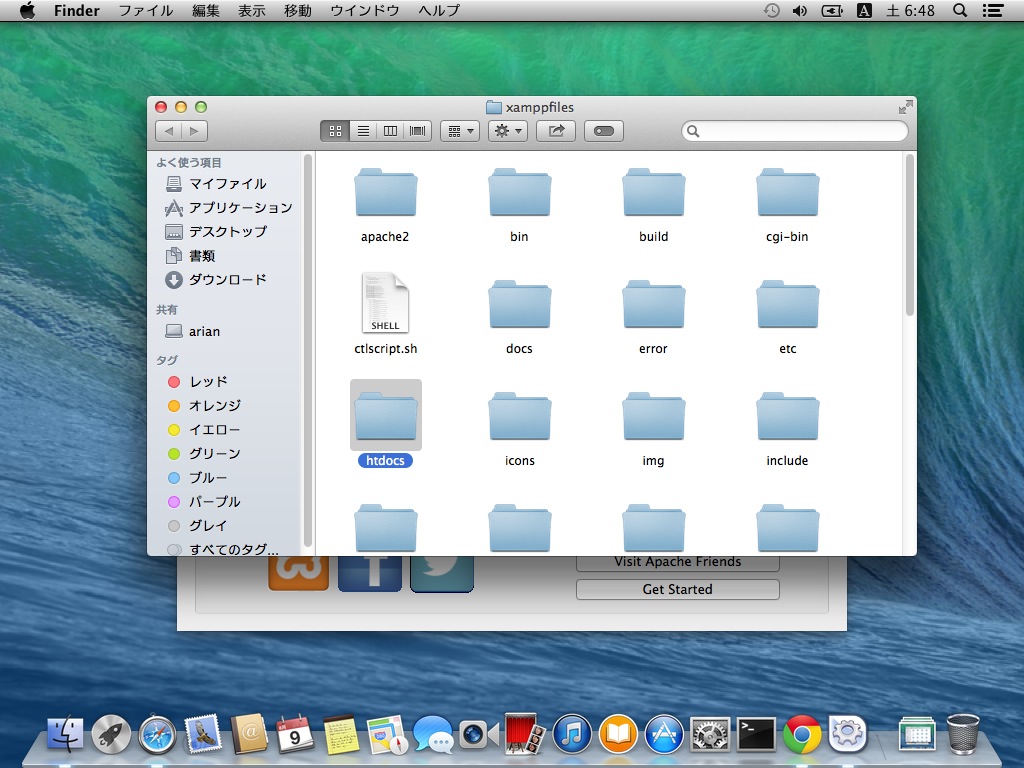 Finder ファイル 編集 表示 移動 ウインドウ ヘルプ A 土 6:48
xamppfiles
よく使う項目
マイファイル
アプリケーション
デスクトップ
書類
ダウンロード
共有
arian
タグ
レッド
オレンジ
イエロー
グリーン
ブルー
パープル
グレイ
すべてのタグ...
apache2 bin build cgi-bin
SHELL
ctlscript.sh docs error etc
htdocs icons img include
Visit Apache Friends
Get Started
9